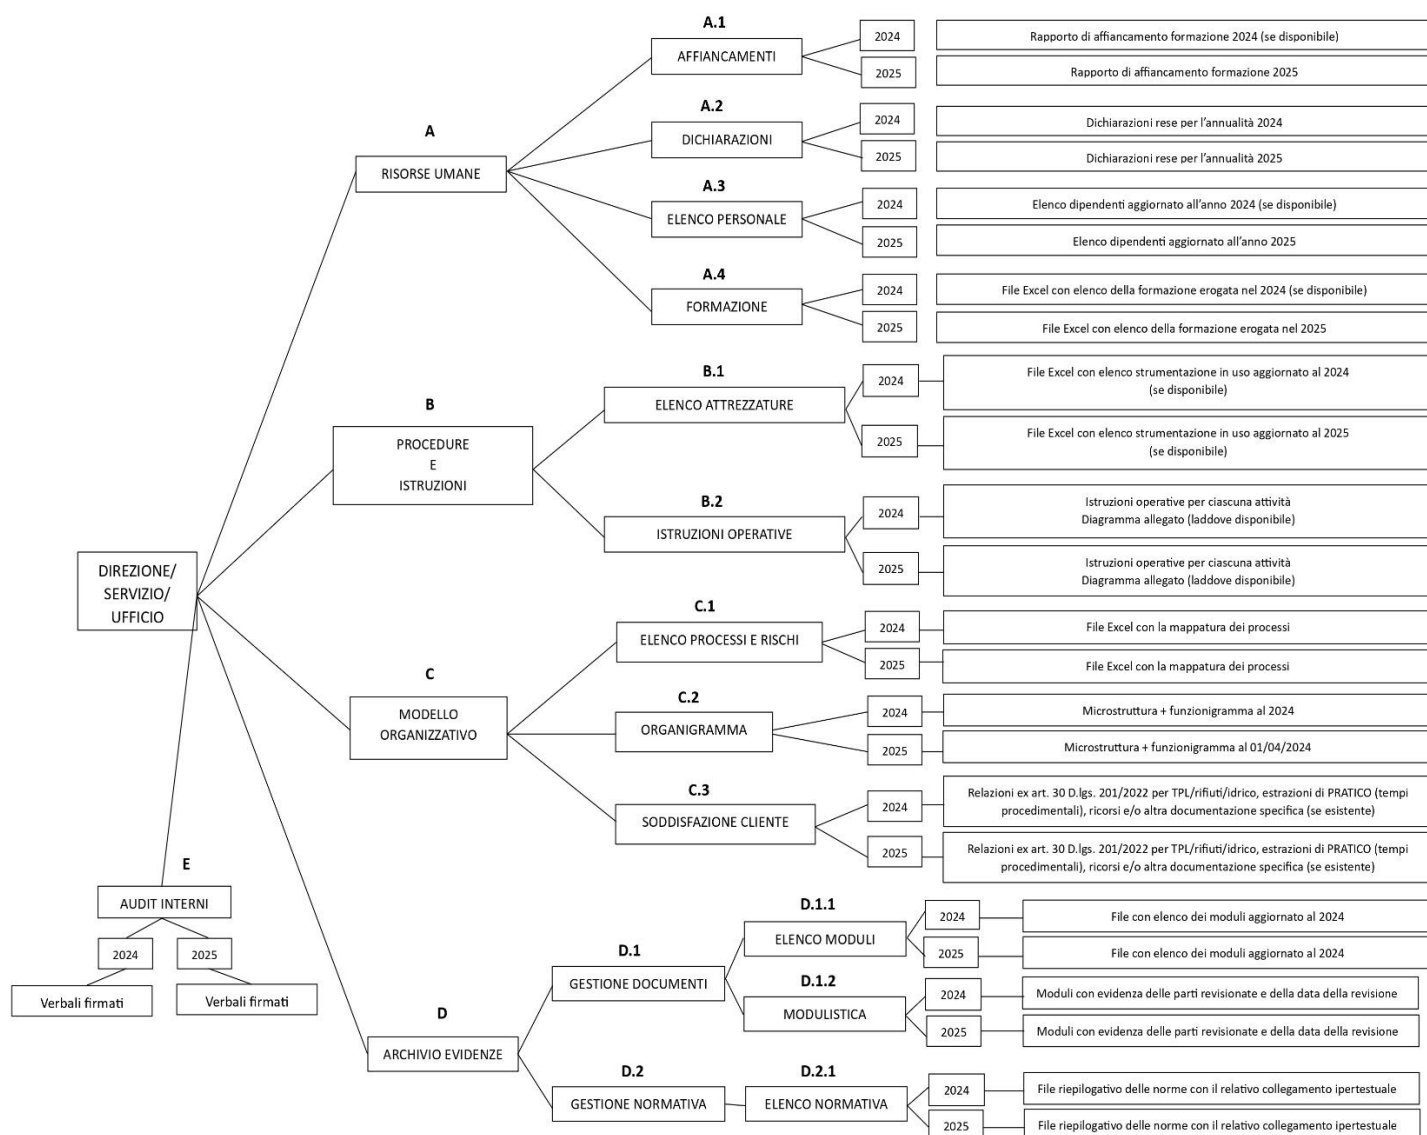 A.1
AFFIANCAMENTI
2024
Rapporto di affiancamento formazione 2024 (se disponibile)
2025
Rapporto di affiancamento formazione 2025
A.2
DICHIARAZIONI
2024
Dichiarazioni rese per l’annualità 2024
2025
Dichiarazioni rese per l’annualità 2025
A
RISORSE UMANE
A.3
ELENCO PERSONALE
2024
Elenco dipendenti aggiornato all’anno 2024 (se disponibile)
2025
Elenco dipendenti aggiornato all’anno 2025
A.4
FORMAZIONE
2024
File Excel con elenco della formazione erogata nel 2024 (se disponibile)
2025
File Excel con elenco della formazione erogata nel 2025
B
PROCEDURE
E
ISTRUZIONI
B.1
ELENCO ATTREZZATURE
2024
File Excel con elenco strumentazione in uso aggiornato al 2024
(se disponibile)
2025
File Excel con elenco strumentazione in uso aggiornato al 2025
(se disponibile)
B.2
ISTRUZIONI OPERATIVE
2024
Istruzioni operative per ciascuna attività
Diagramma allegato (laddove disponibile)
2025
Istruzioni operative per ciascuna attività
Diagramma allegato (laddove disponibile)
DIREZIONE/
SERVIZIO/
UFFICIO
C
MODELLO
ORGANIZZATIVO
C.1
ELENCO PROCESSI E RISCHI
2024
File Excel con la mappatura dei processi
2025
File Excel con la mappatura dei processi
C.2
ORGANIGRAMMA
2024
Microstruttura + funzionigramma al 2024
2025
Microstruttura + funzionigramma al 01/04/2024
C.3
SODDISFAZIONE CLIENTE
2024
Relazioni ex art. 30 D.lgs. 201/2022 per TPL/rifiuti/idrico, estrazioni di PRATICO (tempi
procedimentali), ricorsi e/o altra documentazione specifica (se esistente)
2025
Relazioni ex art. 30 D.lgs. 201/2022 per TPL/rifiuti/idrico, estrazioni di PRATICO (tempi
procedimentali), ricorsi e/o altra documentazione specifica (se esistente)
E
AUDIT INTERNI
2024
2025
Verbali firmati
Verbali firmati
D
ARCHIVIO EVIDENZE
D.1
GESTIONE DOCUMENTI
D.1.1
ELENCO MODULI
2024
File con elenco dei moduli aggiornato al 2024
2025
File con elenco dei moduli aggiornato al 2024
D.1.2
MODULISTICA
2024
Moduli con evidenza delle parti revisionate e della data della revisione
2025
Moduli con evidenza delle parti revisionate e della data della revisione
D.2
GESTIONE NORMATIVA
D.2.1
ELENCO NORMATIVA
2024
File riepilogativo delle norme con il relativo collegamento ipertestuale
2025
File riepilogativo delle norme con il relativo collegamento ipertestuale